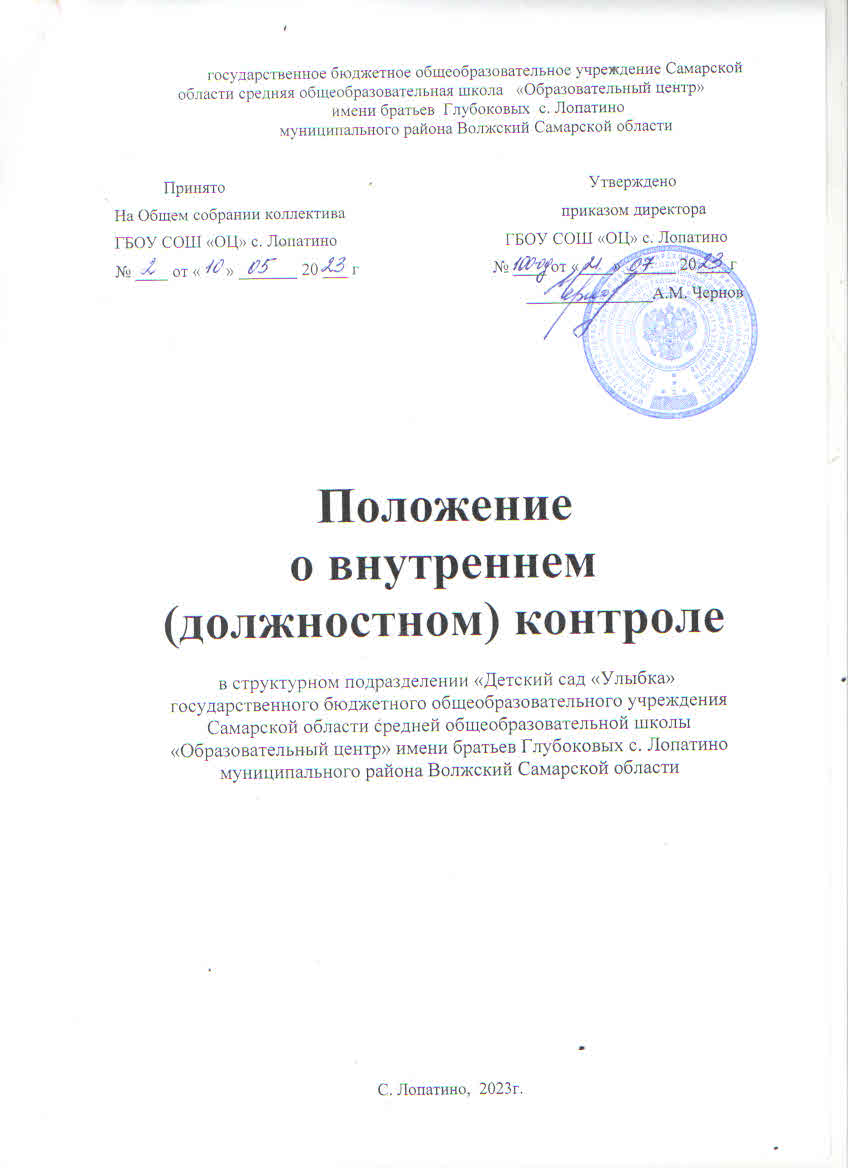 государственное бюджетное общеобразовательное учреждение Самарской
области средняя общеобразовательная школа «Образовательный центр»
имени братьев Глубоковых с. Лопатино
муниципального района Волжский Самарской области
Принято
На Общем собрании коллектива
ГБОУ СОШ «ОЦ» с. Лопатино
№ 2 от « 10 » 05 20 23 г
Утверждено
приказом директора
ГБОУ СОШ «ОЦ» с. Лопатино
№ 100-од от « 21 » 07 20 23 г
А.М. Чернов
Положение
о внутреннем
(должностном) контроле
в структурном подразделении «Детский сад «Улыбка»
государственного бюджетного общеобразовательного учреждения
Самарской области средней общеобразовательной школы
«Образовательный центр» имени братьев Глубоковых с. Лопатино
муниципального района Волжский Самарской области
С. Лопатино, 2023г.